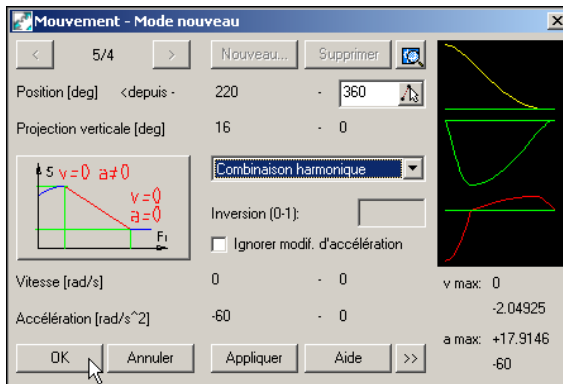 Mouvement - Mode nouveau
< 5/4 > Nouveau... Supprimer
Position [deg] <depuis - 220 - 360
Projection verticale [deg] 16 - 0
S v=0 a≠0
v=0
a=0
Fi
Combinaison harmonique
Inversion (0-1):
Ignorer modif. d'accélération
Vitesse [rad/s] 0 - 0
Accélération [rad/s^2] -60 - 0
v max: 0
-2.04925
a max: +17.9146
-60
OK Annuler Appliquer Aide >>